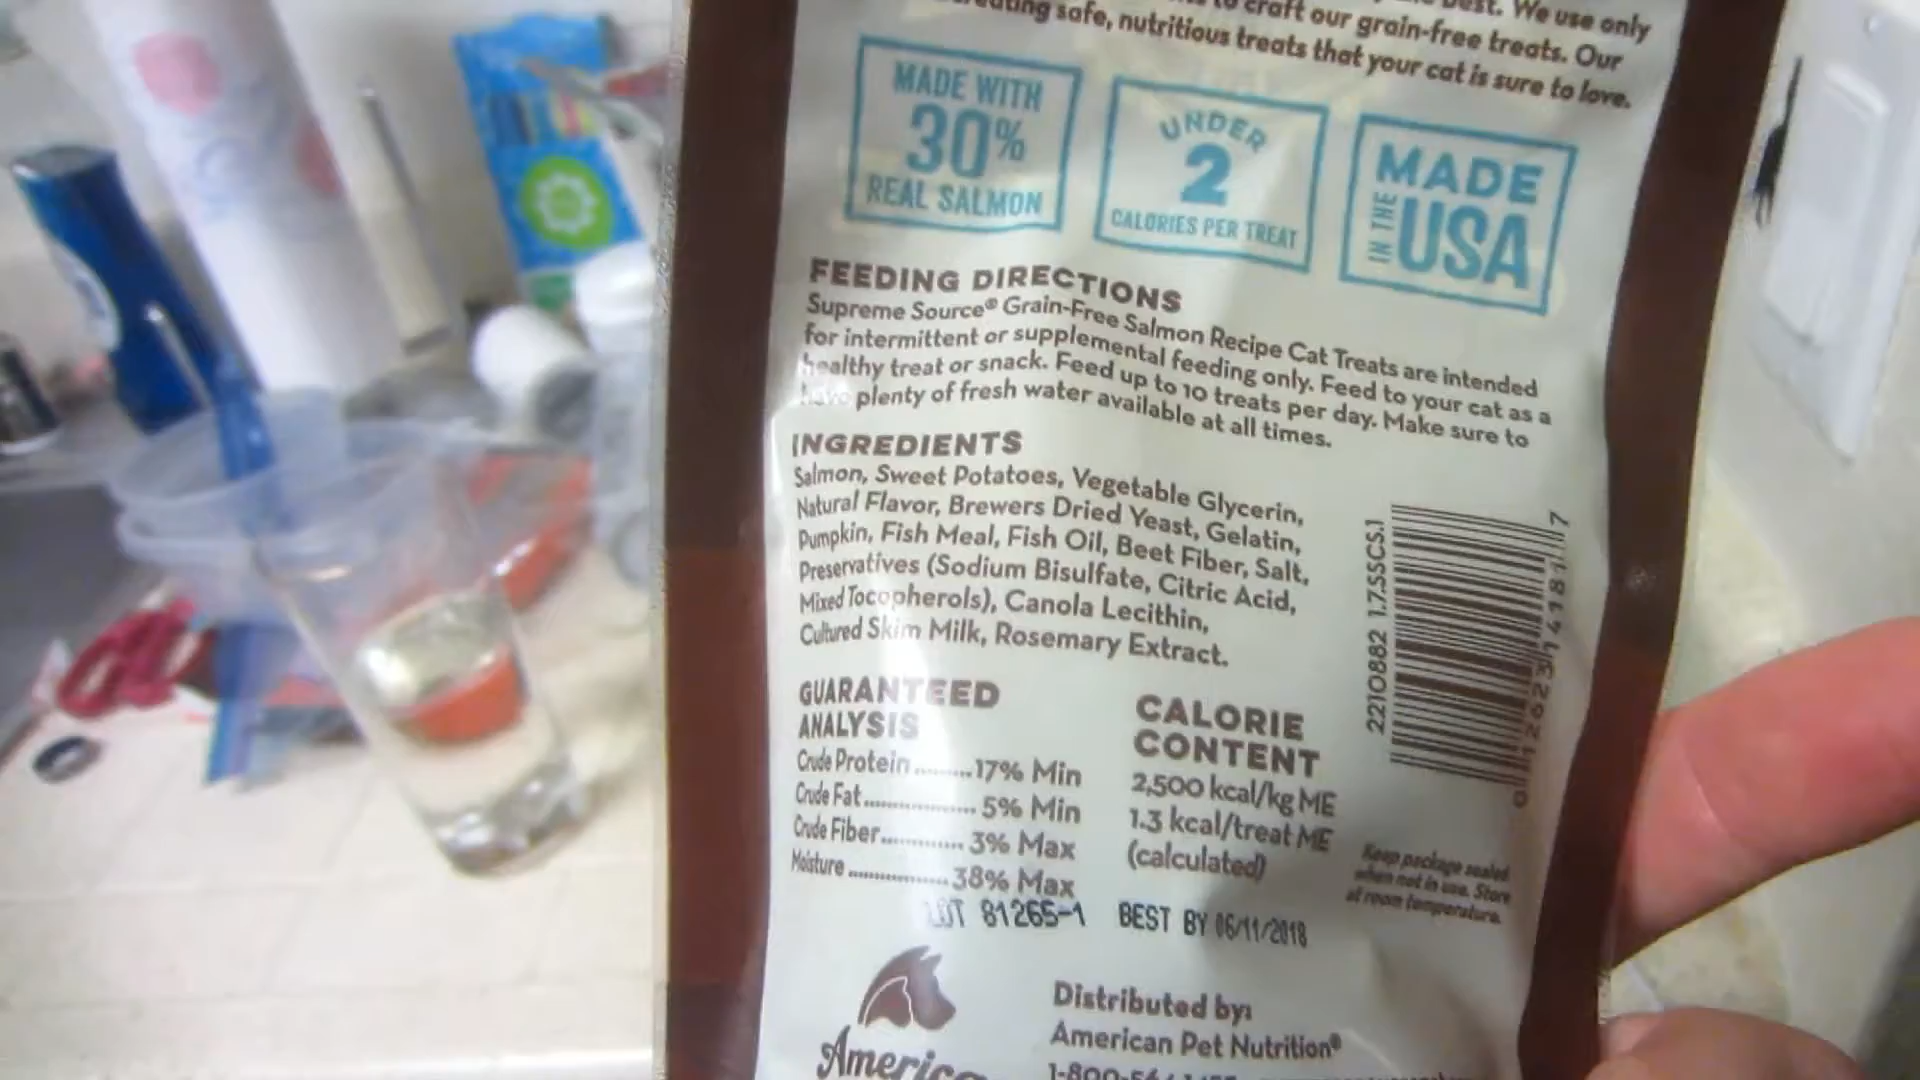 best. We use only
to craft our grain-free treats. Our
safe, nutritious treats that your cat is sure to love.
MADE WITH
30%
REAL SALMON
UNDER
2
CALORIES PER TREAT
MADE
IN THE
USA
FEEDING DIRECTIONS
Supreme Source® Grain-Free Salmon Recipe Cat Treats are intended
for intermittent or supplemental feeding only. Feed to your cat as a
healthy treat or snack. Feed up to 10 treats per day. Make sure to
have plenty of fresh water available at all times.
INGREDIENTS
Salmon, Sweet Potatoes, Vegetable Glycerin,
Natural Flavor, Brewers Dried Yeast, Gelatin,
Pumpkin, Fish Meal, Fish Oil, Beet Fiber, Salt,
Preservatives (Sodium Bisulfate, Citric Acid,
Mixed Tocopherols), Canola Lecithin,
Cultured Skim Milk, Rosemary Extract.
2210882 1.7.SSCS.1
GUARANTEED
ANALYSIS
Crude Protein.........17% Min
Crude Fat................. 5% Min
Crude Fiber.............. 3% Max
Moisture .................38% Max
CALORIE
CONTENT
2,500 kcal/kg ME
1.3 kcal/treat ME
(calculated)
Keep package sealed
when not in use. Store
at room temperature.
LOT 81265-1 BEST BY 06/11/2018
America
Distributed by:
American Pet Nutrition®